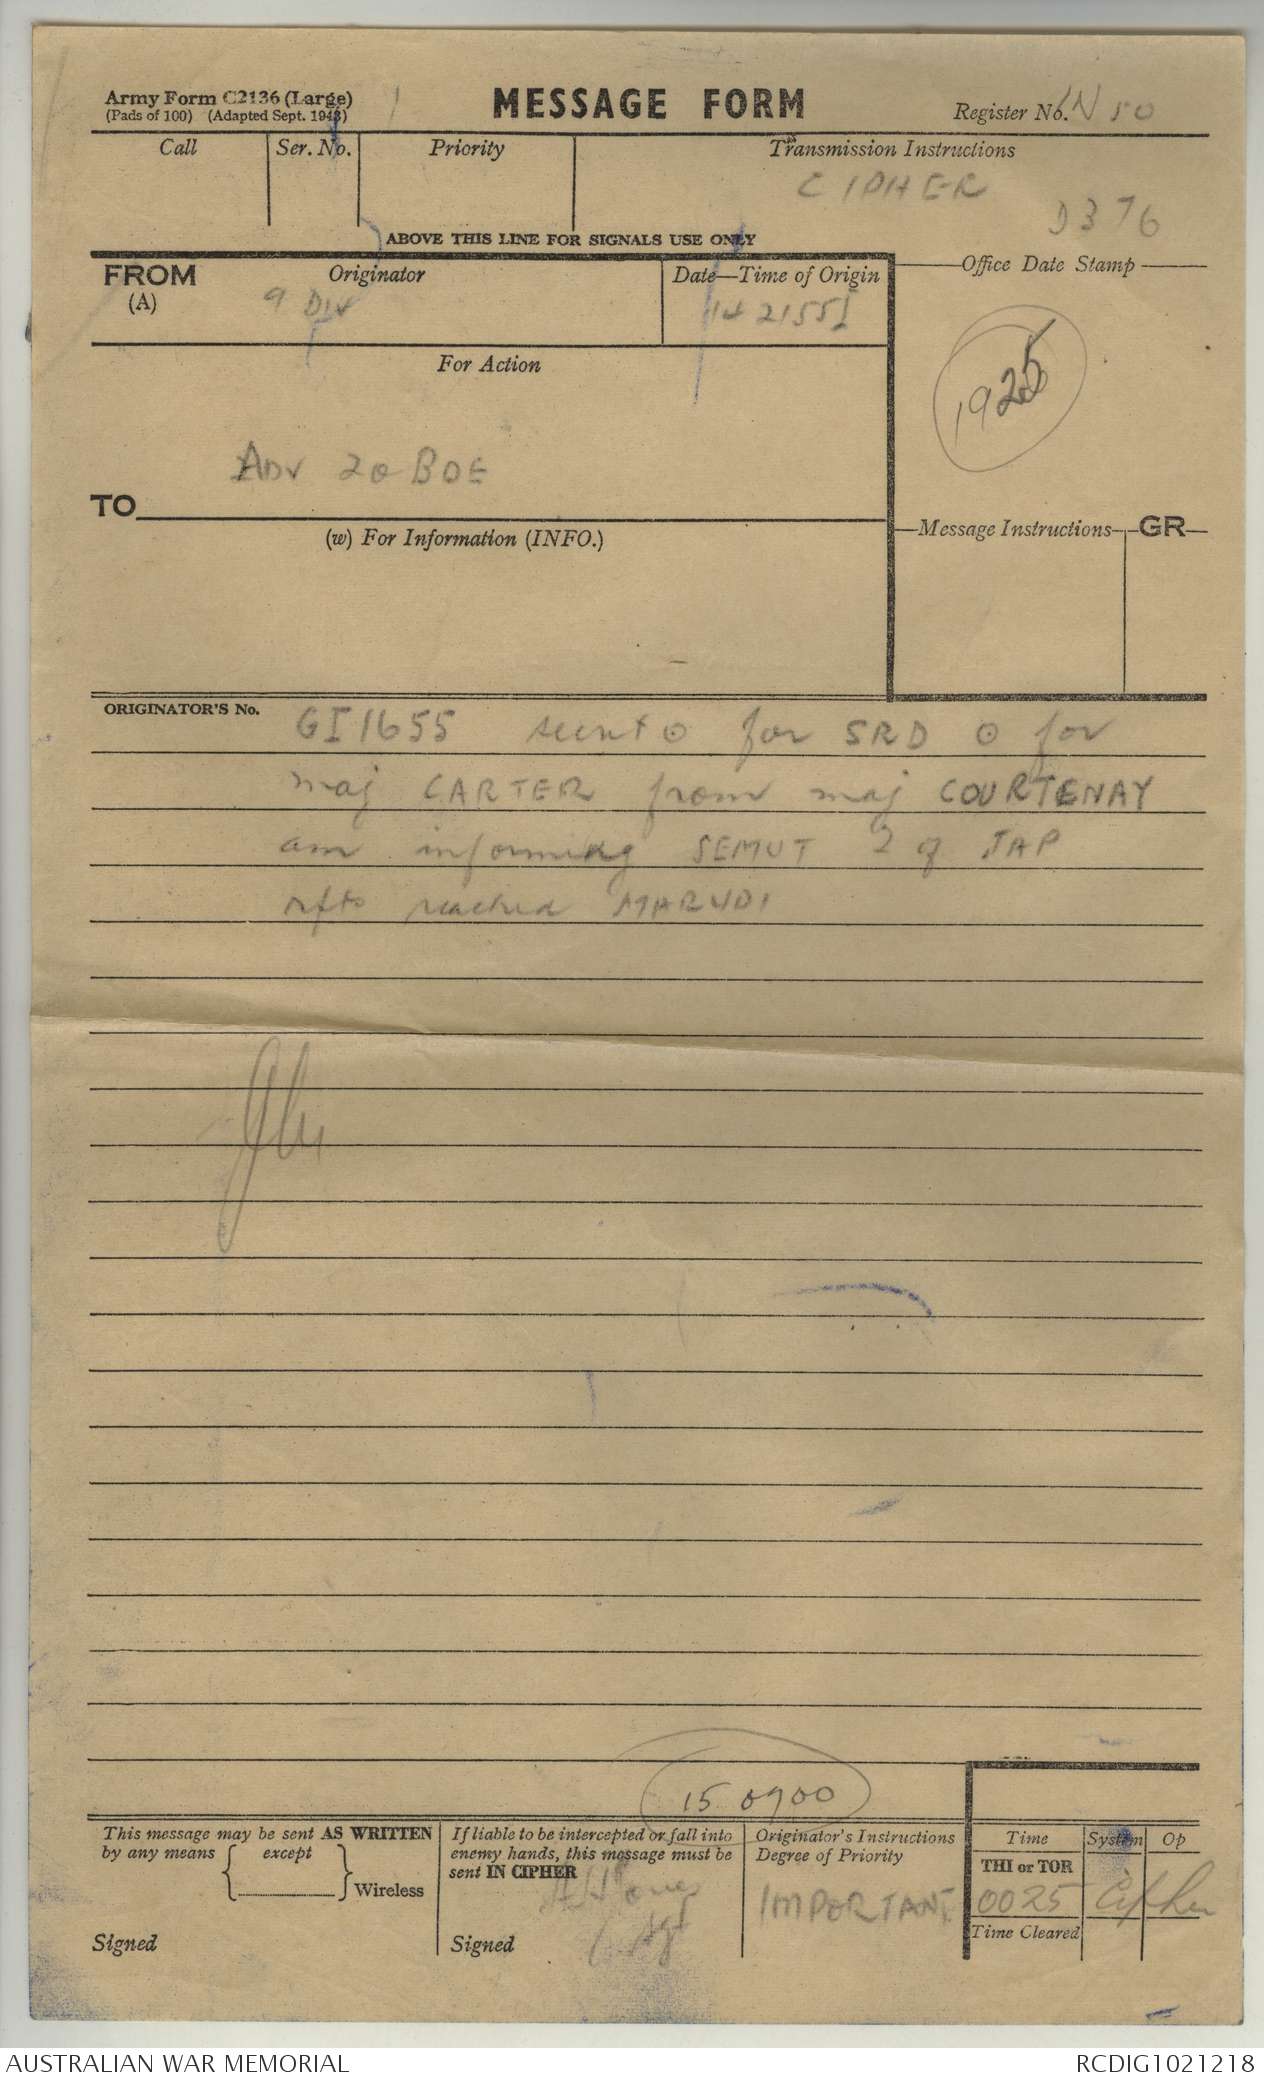 Army Form C2136 (Large)
(Pads of 100) (Adapted Sept. 1943)
MESSAGE FORM
Register No. IN 50
Call
Ser. No.
Priority
Transmission Instructions
CIPHER
D376
ABOVE THIS LINE FOR SIGNALS USE ONLY
FROM
(A)
Originator
9 DIV
Date—Time of Origin
142155I
Office Date Stamp
1925
For Action
ADV 20 BDE
TO
(w) For Information (INFO.)
Message Instructions
GR
ORIGINATOR'S No.
GI1655 secret ⊙ for SRD ⊙ for
maj CARTER from maj COURTENAY
am informing SEMUT 2 of JAP
rfts reached MARUDI
15 0900
This message may be sent AS WRITTEN
by any means except
Wireless
Signed
If liable to be intercepted or fall into
enemy hands, this message must be
sent IN CIPHER
Sgt
Signed
Originator's Instructions
Degree of Priority
IMPORTANT
Time
System
Op
THI or TOR
0025 Cipher
Time Cleared
AUSTRALIAN WAR MEMORIAL
RCDIG1021218